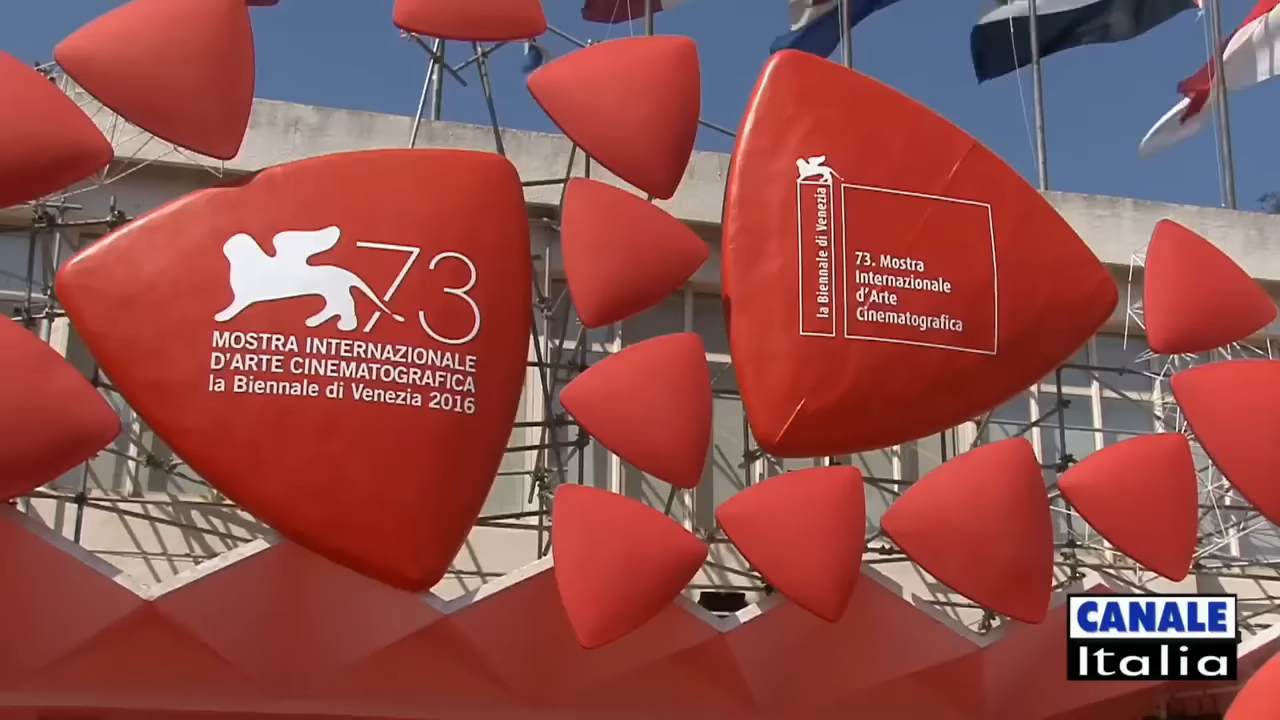 73
MOSTRA INTERNAZIONALE
D'ARTE CINEMATOGRAFICA
la Biennale di Venezia 2016
la Biennale di Venezia
73. Mostra
Internazionale
d'Arte
cinematografica
CANALE
Italia